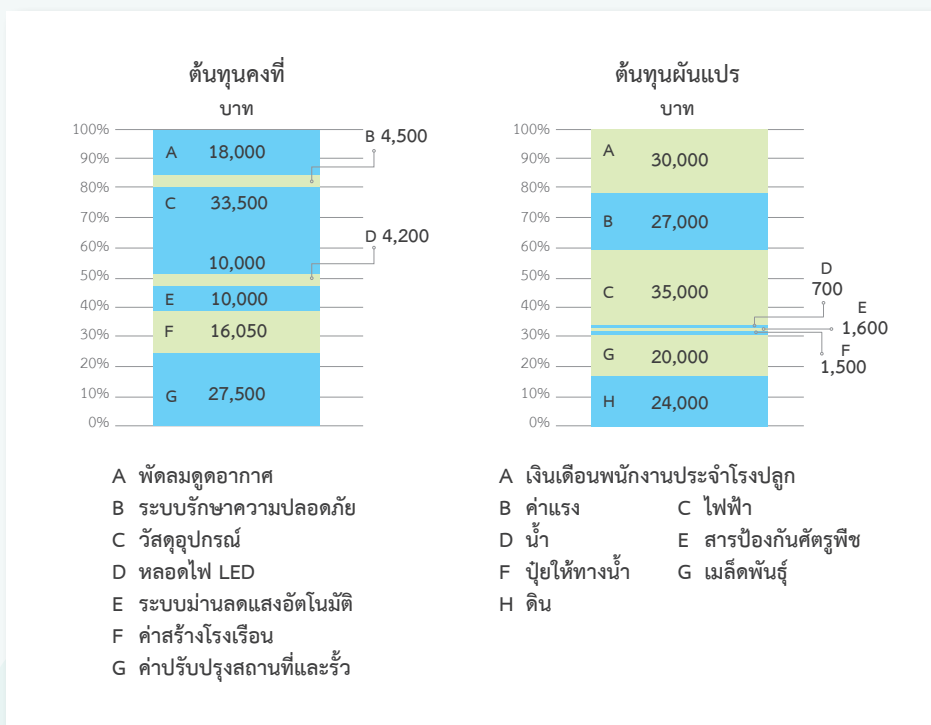 ต้นทุนคงที่
บาท
100%
90%
80%
70%
60%
50%
40%
30%
20%
10%
0%
A 18,000
B 4,500
C 33,500
D 4,200
10,000
E 10,000
F 16,050
G 27,500
A พัดลมดูดอากาศ
B ระบบรักษาความปลอดภัย
C วัสดุอุปกรณ์
D หลอดไฟ LED
E ระบบม่านลดแสงอัตโนมัติ
F ค่าสร้างโรงเรือน
G ค่าปรับปรุงสถานที่และรั้ว
ต้นทุนผันแปร
บาท
100%
90%
80%
70%
60%
50%
40%
30%
20%
10%
0%
A 30,000
B 27,000
C 35,000
D
700
E
1,600
F
1,500
G 20,000
H 24,000
A เงินเดือนพนักงานประจำโรงปลูก
B ค่าแรง C ไฟฟ้า
D น้ำ E สารป้องกันศัตรูพืช
F ปุ๋ยให้ทางน้ำ G เมล็ดพันธุ์
H ดิน